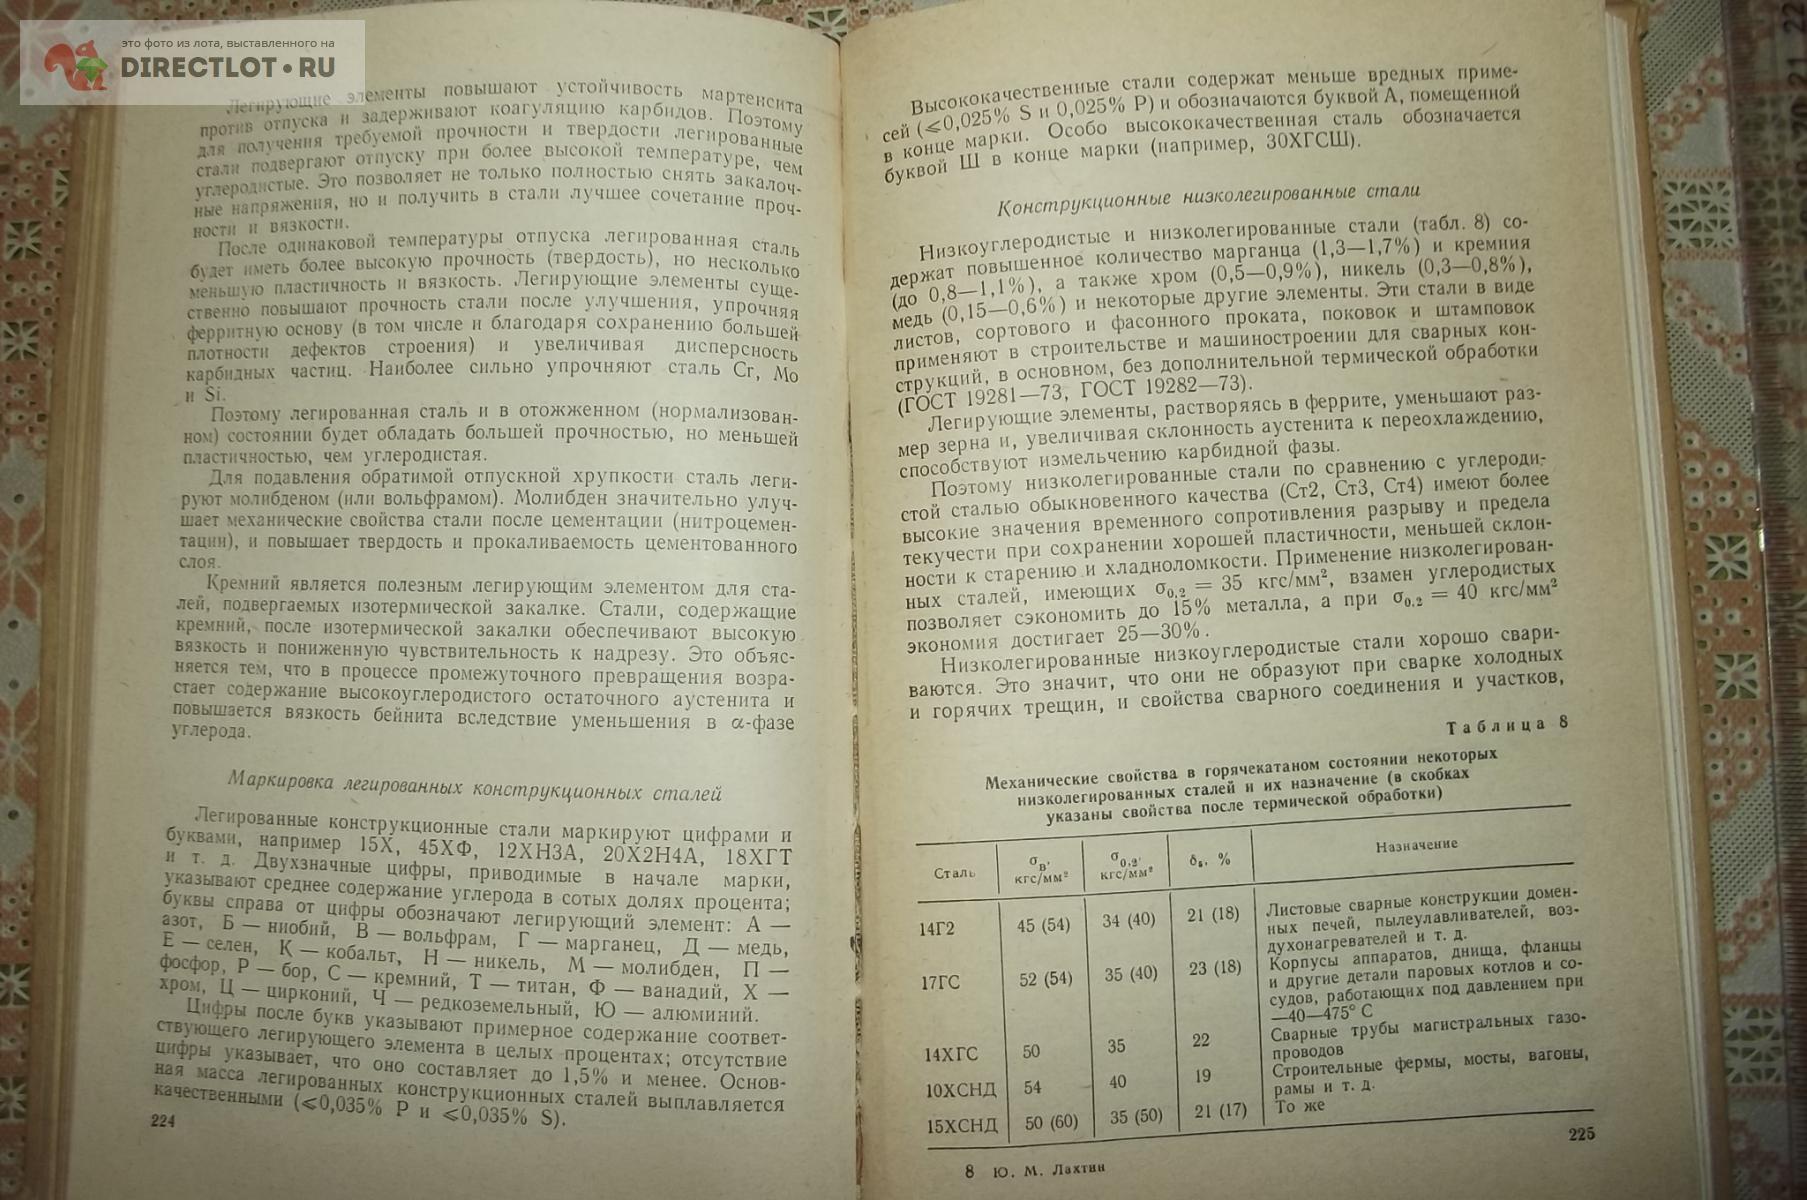 это фото из лота, выставленного на
DIRECTLOT.RU
Легирующие элементы повышают устойчивость мартенсита
против отпуска и задерживают коагуляцию карбидов. Поэтому
для получения требуемой прочности и твердости легированные
стали подвергают отпуску при более высокой температуре, чем
углеродистые. Это позволяет не только полностью снять закалоч-
ные напряжения, но и получить в стали лучшее сочетание проч-
ности и вязкости.
После одинаковой температуры отпуска легированная сталь
будет иметь более высокую прочность (твердость), но несколько
меньшую пластичность и вязкость. Легирующие элементы суще-
ственно повышают прочность стали после улучшения, упрочняя
ферритную основу (в том числе и благодаря сохранению большей
плотности дефектов строения) и увеличивая дисперсность
карбидных частиц. Наиболее сильно упрочняют сталь Cr, Mo
и Si.
Поэтому легированная сталь и в отожженном (нормализован-
ном) состоянии будет обладать большей прочностью, но меньшей
пластичностью, чем углеродистая.
Для подавления обратимой отпускной хрупкости сталь леги-
руют молибденом (или вольфрамом). Молибден значительно улуч-
шает механические свойства стали после цементации (нитроцемен-
тации), и повышает твердость и прокаливаемость цементованного
слоя.
Кремний является полезным легирующим элементом для ста-
лей, подвергаемых изотермической закалке. Стали, содержащие
кремний, после изотермической закалки обеспечивают высокую
вязкость и пониженную чувствительность к надрезу. Это объяс-
няется тем, что в процессе промежуточного превращения возра-
стает содержание высокоуглеродистого остаточного аустенита и
повышается вязкость бейнита вследствие уменьшения в α-фазе
углерода.
Маркировка легированных конструкционных сталей
Легированные конструкционные стали маркируют цифрами и
буквами, например 15Х, 45ХФ, 12ХН3А, 20Х2Н4А, 18ХГТ
и т. д. Двухзначные цифры, приводимые в начале марки,
указывают среднее содержание углерода в сотых долях процента;
буквы справа от цифры обозначают легирующий элемент: А —
азот, Б — ниобий, В — вольфрам, Г — марганец, Д — медь,
Е — селен, К — кобальт, Н — никель, М — молибден, П —
фосфор, Р — бор, С — кремний, Т — титан, Ф — ванадий, Х —
хром, Ц — цирконий, Ч — редкоземельный, Ю — алюминий.
Цифры после букв указывают примерное содержание соответ-
ствующего легирующего элемента в целых процентах; отсутствие
цифры указывает, что оно составляет до 1,5% и менее. Основ-
ная масса легированных конструкционных сталей выплавляется
качественными (≤0,035% P и ≤0,035% S).
224
Высококачественные стали содержат меньше вредных приме-
сей (≤0,025% S и 0,025% P) и обозначаются буквой А, помещенной
в конце марки. Особо высококачественная сталь обозначается
буквой Ш в конце марки (например, 30ХГСШ).
Конструкционные низколегированные стали
Низкоуглеродистые и низколегированные стали (табл. 8) со-
держат повышенное количество марганца (1,3—1,7%) и кремния
(до 0,8—1,1%), а также хром (0,5—0,9%), никель (0,3—0,8%),
медь (0,15—0,6%) и некоторые другие элементы. Эти стали в виде
листов, сортового и фасонного проката, поковок и штамповок
применяют в строительстве и машиностроении для сварных кон-
струкций, в основном, без дополнительной термической обработки
(ГОСТ 19281—73, ГОСТ 19282—73).
Легирующие элементы, растворяясь в феррите, уменьшают раз-
мер зерна и, увеличивая склонность аустенита к переохлаждению,
способствуют измельчению карбидной фазы.
Поэтому низколегированные стали по сравнению с углероди-
стой сталью обыкновенного качества (Ст2, Ст3, Ст4) имеют более
высокие значения временного сопротивления разрыву и предела
текучести при сохранении хорошей пластичности, меньшей склон-
ности к старению и хладноломкости. Применение низколегирован-
ных сталей, имеющих σ0,2 = 35 кгс/мм², взамен углеродистых
позволяет сэкономить до 15% металла, а при σ0,2 = 40 кгс/мм²
экономия достигает 25—30%.
Низколегированные низкоуглеродистые стали хорошо свари-
ваются. Это значит, что они не образуют при сварке холодных
и горячих трещин, и свойства сварного соединения и участков,
Таблица 8
Механические свойства в горячекатаном состоянии некоторых
низколегированных сталей и их назначение (в скобках
указаны свойства после термической обработки)
Сталь σв, кгс/мм² σ0,2, кгс/мм² δ5, % Назначение
14Г2 45 (54) 34 (40) 21 (18) Листовые сварные конструкции домен-
ных печей, пылеулавливателей, воз-
духонагревателей и т. д.
17ГС 52 (54) 35 (40) 23 (18) Корпусы аппаратов, днища, фланцы
и другие детали паровых котлов и со-
судов, работающих под давлением при
—40—475° С
14ХГС 50 35 22 Сварные трубы магистральных газо-
проводов
10ХСНД 54 40 19 Строительные фермы, мосты, вагоны,
рамы и т. д.
15ХСНД 50 (60) 35 (50) 21 (17) То же
8 Ю. М. Лахтин
225
22
21